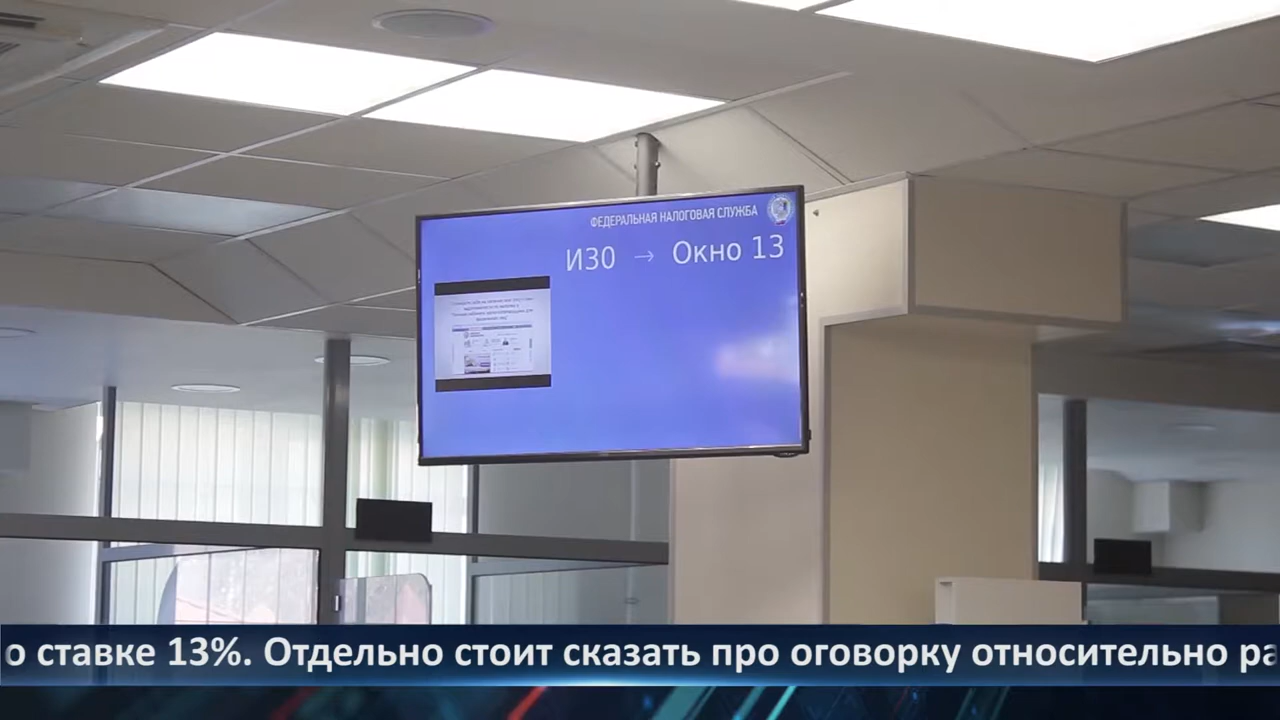 ФЕДЕРАЛЬНАЯ НАЛОГОВАЯ СЛУЖБА
И30 → Окно 13
о ставке 13%. Отдельно стоит сказать про оговорку относительно ра